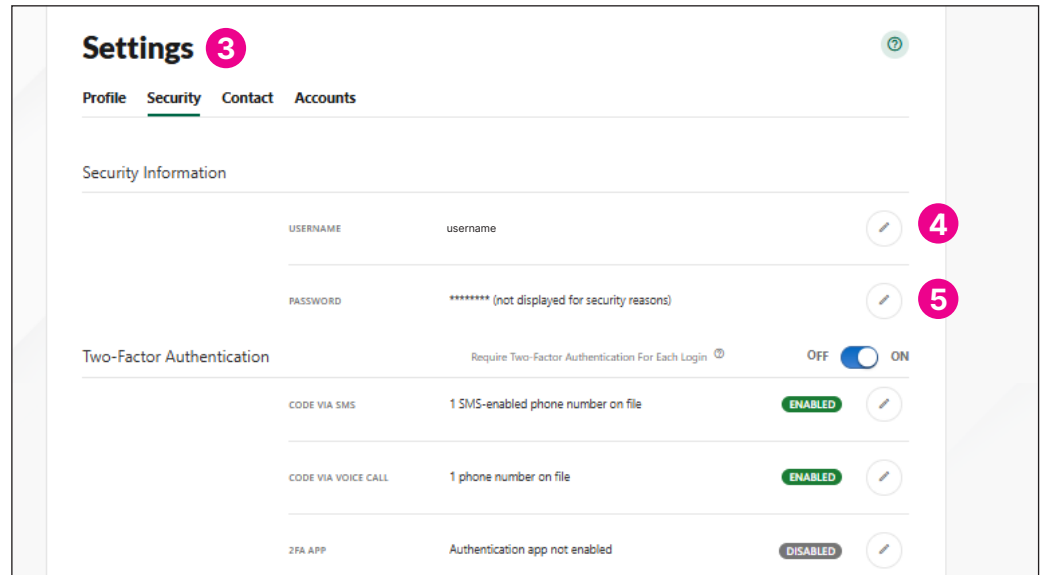 Settings 3
Profile Security Contact Accounts
Security Information
USERNAME username 4
PASSWORD ******** (not displayed for security reasons) 5
Two-Factor Authentication Require Two-Factor Authentication For Each Login ? OFF ON
CODE VIA SMS 1 SMS-enabled phone number on file ENABLED
CODE VIA VOICE CALL 1 phone number on file ENABLED
2FA APP Authentication app not enabled DISABLED